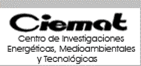 Ciemat
Centro de Investigaciones
Energéticas, Medioambientales
y Tecnológicas